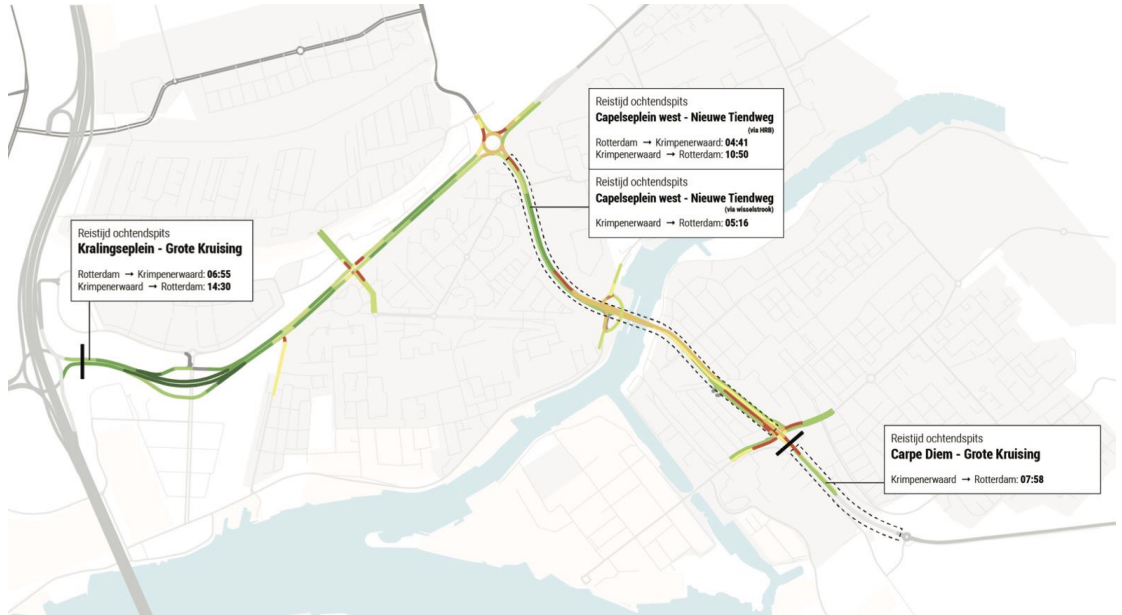 Reistijd ochtendspits
Capelseplein west - Nieuwe Tiendweg
(via HRB)
Rotterdam → Krimpenerwaard: 04:41
Krimpenerwaard → Rotterdam: 10:50
Reistijd ochtendspits
Capelseplein west - Nieuwe Tiendweg
(via wisselstrook)
Krimpenerwaard → Rotterdam: 05:16
Reistijd ochtendspits
Kralingseplein - Grote Kruising
Rotterdam → Krimpenerwaard: 06:55
Krimpenerwaard → Rotterdam: 14:30
Reistijd ochtendspits
Carpe Diem - Grote Kruising
Krimpenerwaard → Rotterdam: 07:58